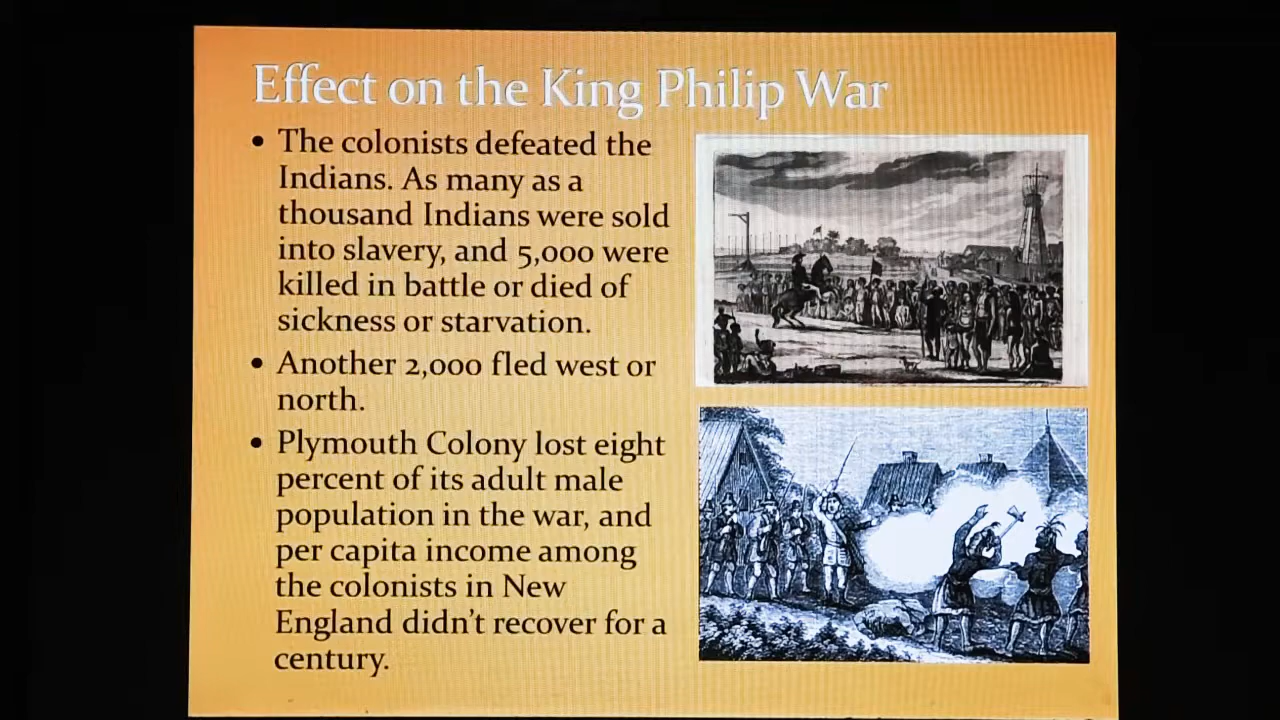 Effect on the King Philip War
• The colonists defeated the
Indians. As many as a
thousand Indians were sold
into slavery, and 5,000 were
killed in battle or died of
sickness or starvation.
• Another 2,000 fled west or
north.
• Plymouth Colony lost eight
percent of its adult male
population in the war, and
per capita income among
the colonists in New
England didn't recover for a
century.